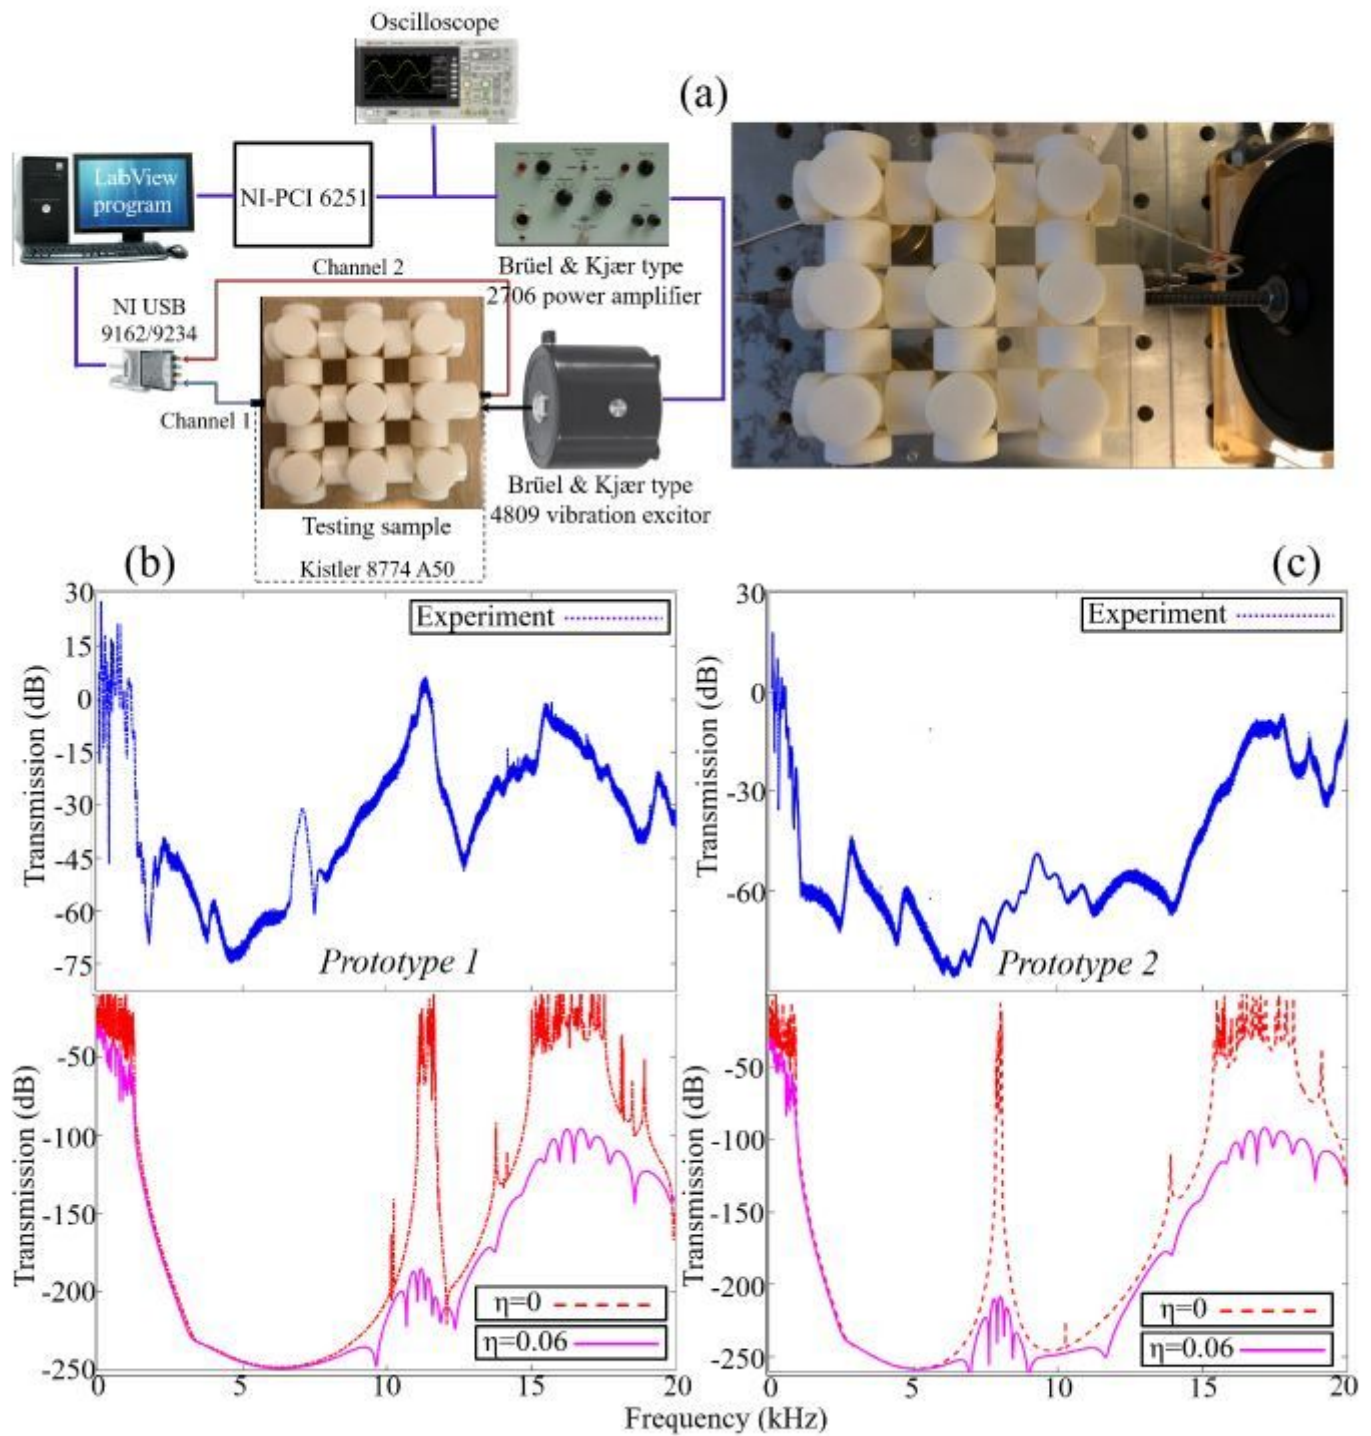 Oscilloscope
(a)
LabView
program
NI-PCI 6251
Channel 2
Brüel & Kjær type
2706 power amplifier
NI USB
9162/9234
Channel 1
Brüel & Kjær type
4809 vibration excitor
Testing sample
Kistler 8774 A50
(b)
(c)
30
15
0
-15
-30
-45
-60
-75
Transmission (dB)
Experiment
Prototype 1
30
0
-30
-60
Transmission (dB)
Experiment
Prototype 2
-50
-100
-150
-200
-250
Transmission (dB)
η=0
η=0.06
0 5 10 15 20
-50
-100
-150
-200
-250
Transmission (dB)
η=0
η=0.06
0 5 10 15 20
Frequency (kHz)